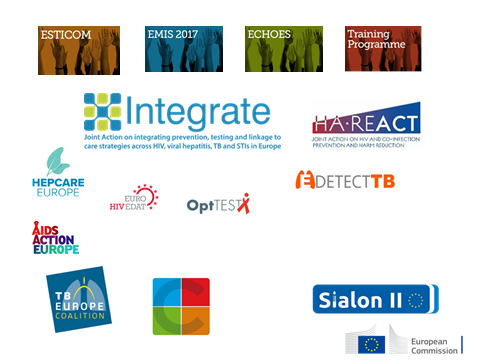 ESTICOM
EMIS 2017
ECHOES
Training
Programme
Integrate
Joint Action on integrating prevention, testing and linkage to
care strategies across HIV, viral hepatitis, TB and STIs in Europe
HA·REACT
JOINT ACTION ON HIV AND CO-INFECTION
PREVENTION AND HARM REDUCTION
HEPCARE
EUROPE
EURO
HIV EDAT
OptTEST
EDETECT TB
AIDS
ACTION
EUROPE
TB
EUROPE
COALITION
C
Sialon II
European
Commission